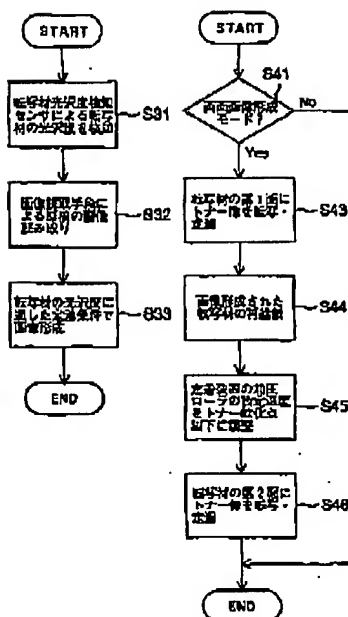 START
転写材光沢度検知
センサによる転写
材の光沢度を検知
S31
画像読取手段
による原稿の画像
読み取り
S32
転写材の光沢度に
適した定着条件で
画像形成
S33
END
START
S41
両面画像形成
モード?
No
Yes
転写材の第1面に
トナー像を転写・
定着
S43
画像形成された
転写材の再給紙
S44
定着装置の加圧
ローラの設定温度
をトナー軟化点
以下に調整
S45
転写材の第2面に
トナー像を転写・
定着
S46
END